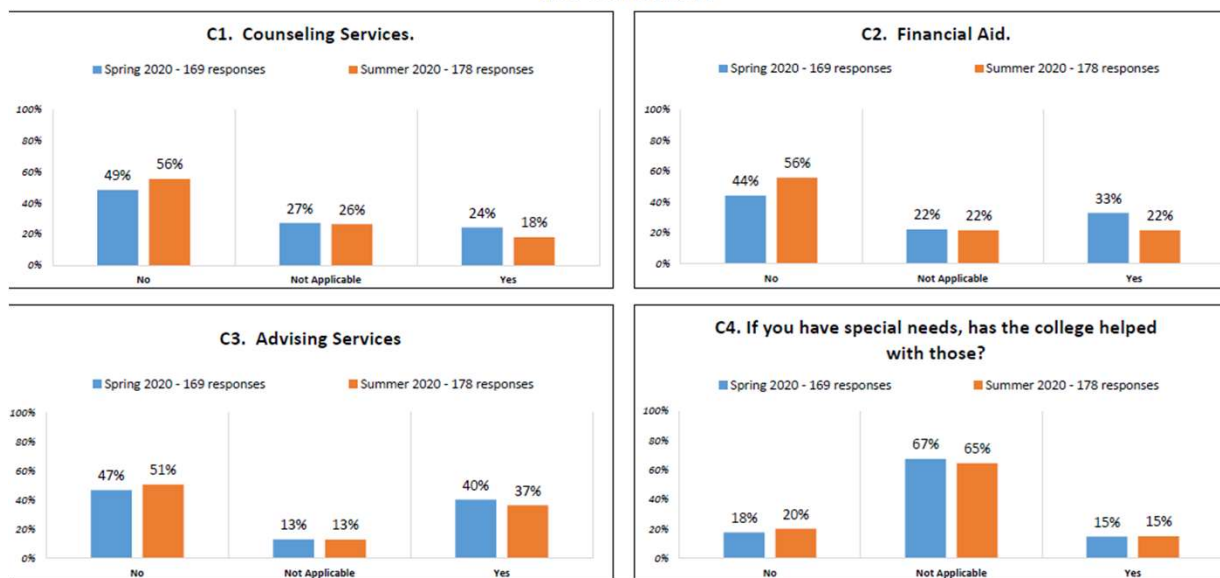 C1.  Counseling Services.
Spring 2020 - 169 responses
Summer 2020 - 178 responses
100%
80%
60%
40%
20%
0%
49%
56%
27%
26%
24%
18%
No
Not Applicable
Yes
C2.  Financial Aid.
Spring 2020 - 169 responses
Summer 2020 - 178 responses
100%
80%
60%
40%
20%
0%
44%
56%
22%
22%
33%
22%
No
Not Applicable
Yes
C3.  Advising Services
Spring 2020 - 169 responses
Summer 2020 - 178 responses
100%
80%
60%
40%
20%
0%
47%
51%
13%
13%
40%
37%
No
Not Applicable
Yes
C4. If you have special needs, has the college helped
with those?
Spring 2020 - 169 responses
Summer 2020 - 178 responses
100%
80%
60%
40%
20%
0%
18%
20%
67%
65%
15%
15%
No
Not Applicable
Yes